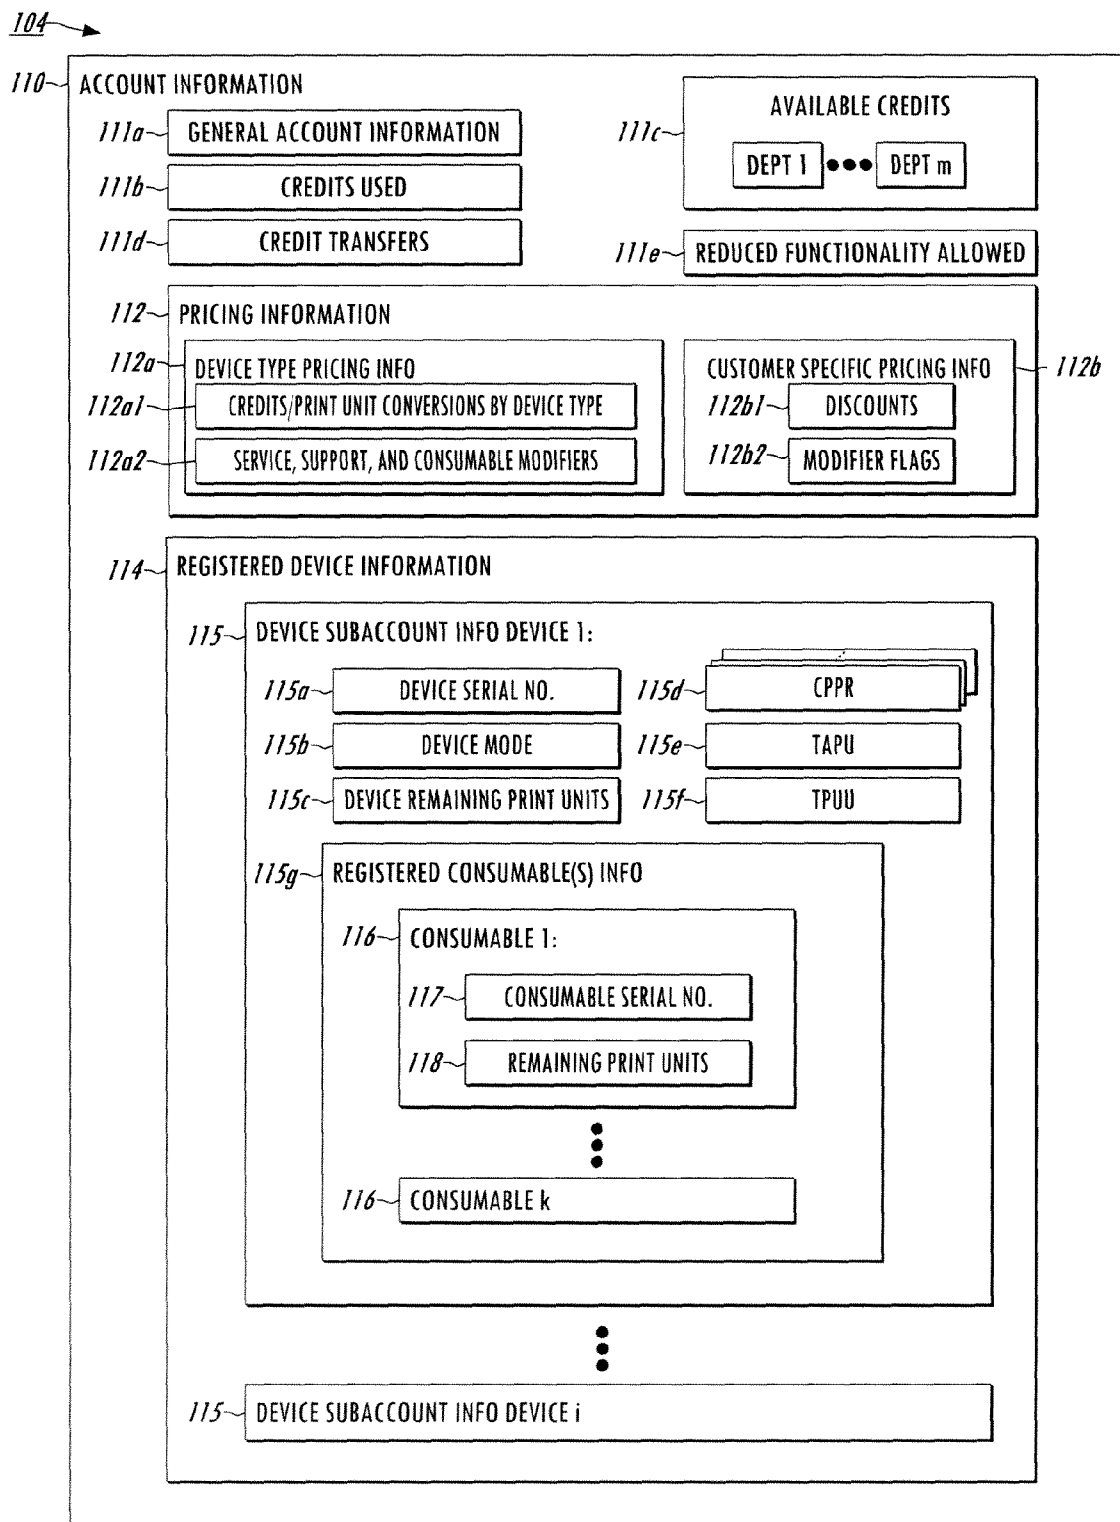 104
110 ACCOUNT INFORMATION
111a GENERAL ACCOUNT INFORMATION
111b CREDITS USED
111d CREDIT TRANSFERS
111c AVAILABLE CREDITS
DEPT 1 ●●● DEPT m
111e REDUCED FUNCTIONALITY ALLOWED
112 PRICING INFORMATION
112a DEVICE TYPE PRICING INFO
112a1 CREDITS/PRINT UNIT CONVERSIONS BY DEVICE TYPE
112a2 SERVICE, SUPPORT, AND CONSUMABLE MODIFIERS
CUSTOMER SPECIFIC PRICING INFO 112b
112b1 DISCOUNTS
112b2 MODIFIER FLAGS
114 REGISTERED DEVICE INFORMATION
115 DEVICE SUBACCOUNT INFO DEVICE 1:
115a DEVICE SERIAL NO.
115b DEVICE MODE
115c DEVICE REMAINING PRINT UNITS
115d CPPR
115e TAPU
115f TPUU
115g REGISTERED CONSUMABLE(S) INFO
116 CONSUMABLE 1:
117 CONSUMABLE SERIAL NO.
118 REMAINING PRINT UNITS
116 CONSUMABLE k
115 DEVICE SUBACCOUNT INFO DEVICE i